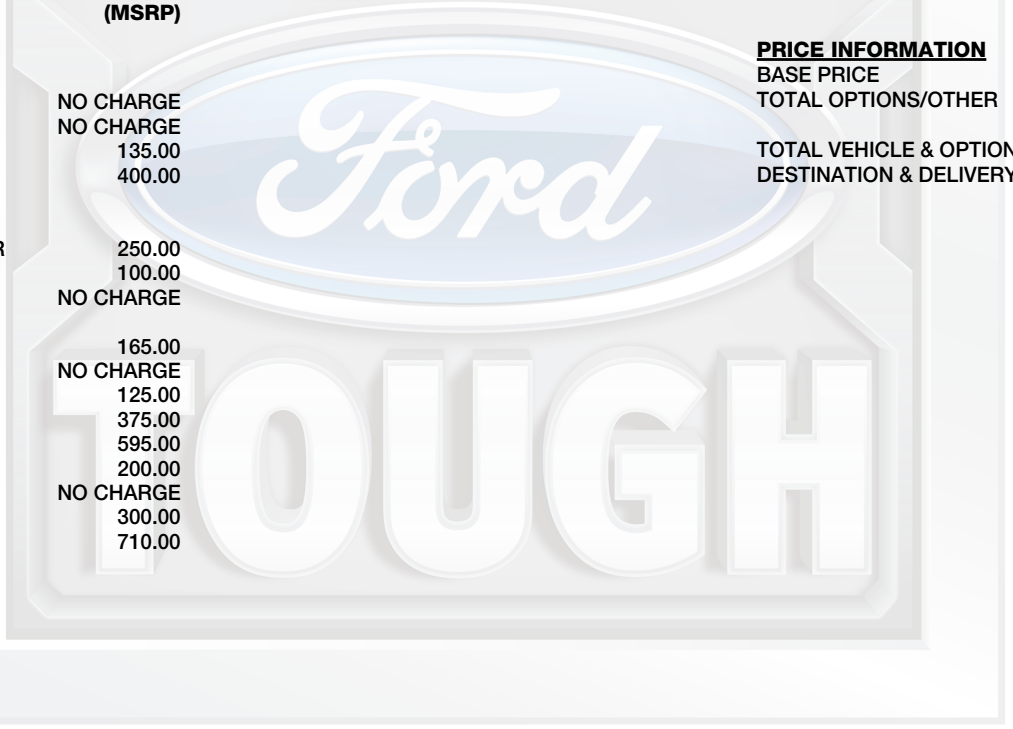 (MSRP)
NO CHARGE
NO CHARGE
135.00
400.00
R 250.00
100.00
NO CHARGE
165.00
NO CHARGE
125.00
375.00
595.00
200.00
NO CHARGE
300.00
710.00
PRICE INFORMATION
BASE PRICE
TOTAL OPTIONS/OTHER
TOTAL VEHICLE & OPTION
DESTINATION & DELIVERY
Ford
TOUGH